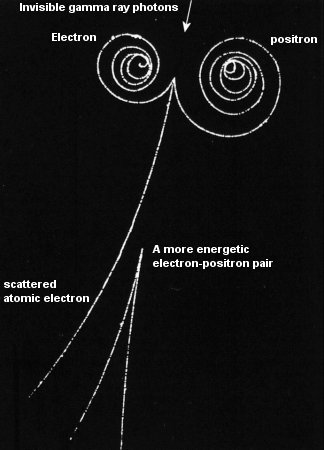 Invisible gamma ray photons
Electron
positron
A more energetic
electron-positron pair
scattered
atomic electron